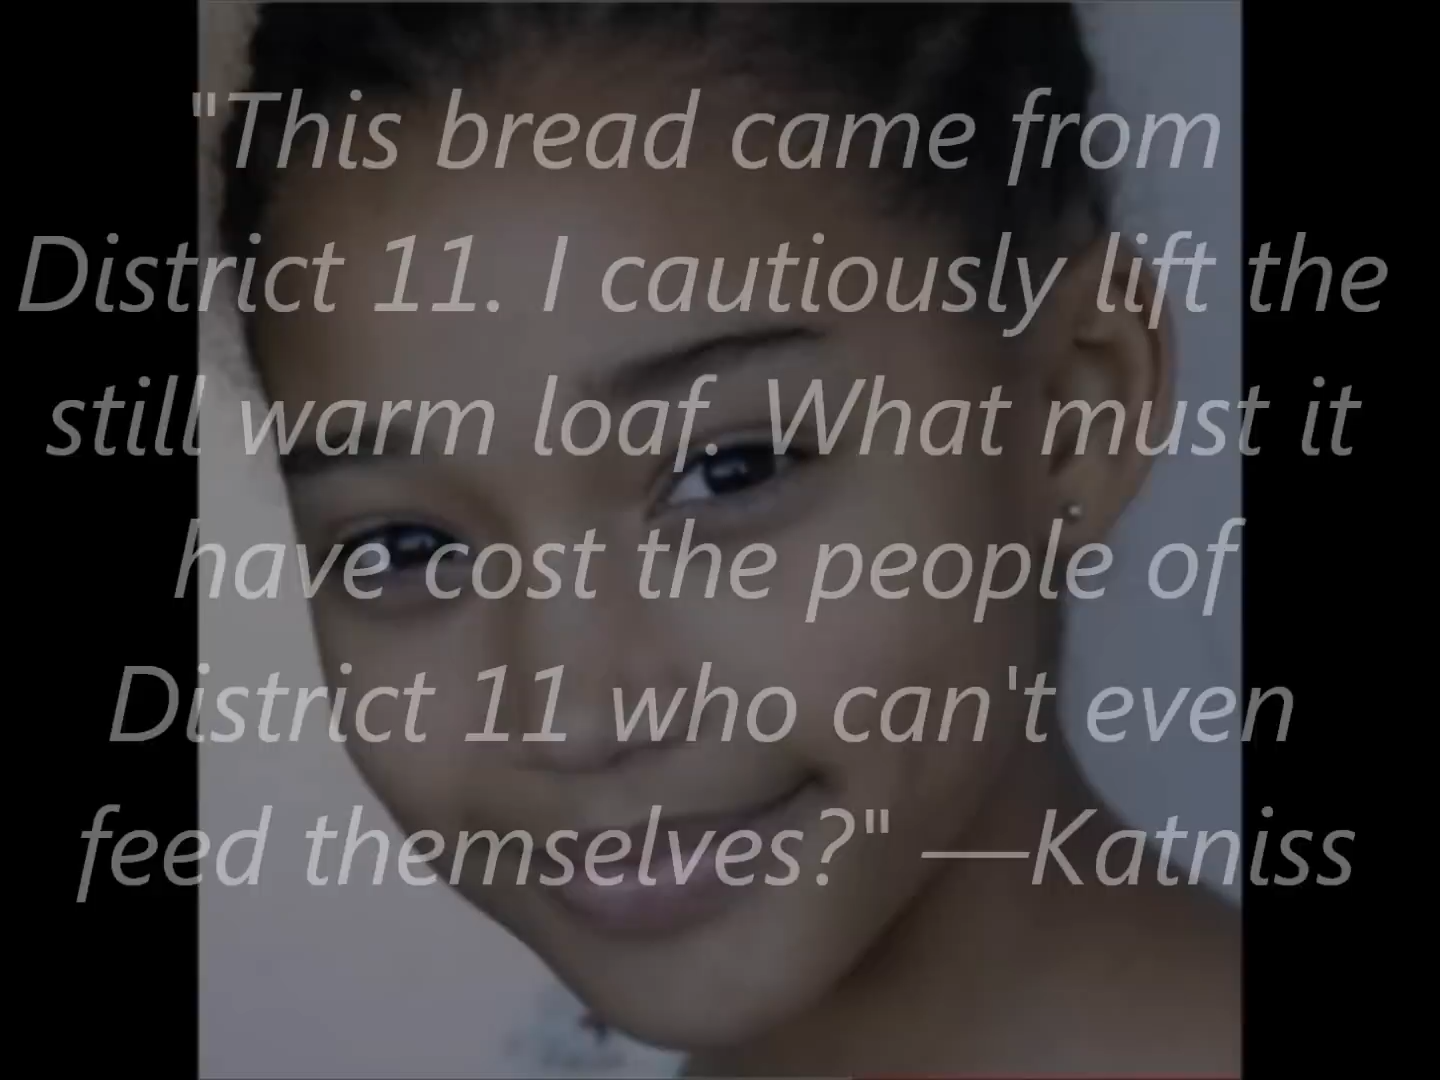 "This bread came from
District 11. I cautiously lift the
still warm loaf. What must it
have cost the people of
District 11 who can't even
feed themselves?" —Katniss